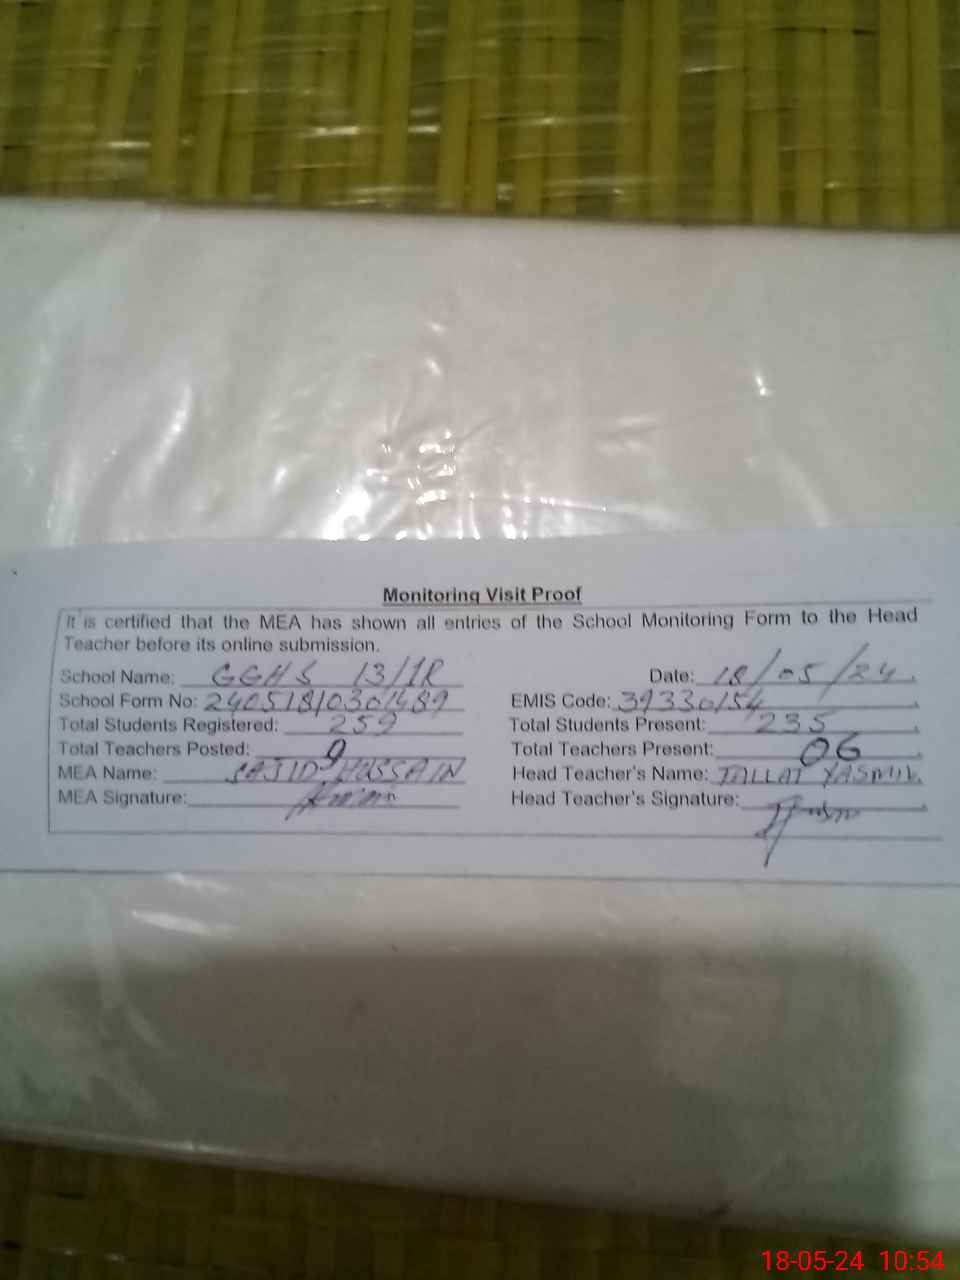 Monitoring Visit Proof
It is certified that the MEA has shown all entries of the School Monitoring Form to the Head
Teacher before its online submission.
School Name: GGHS 13/1R Date: 18/05/24
School Form No: 24051810301489 EMIS Code: 39330154
Total Students Registered: 259 Total Students Present: 235
Total Teachers Posted: 9 Total Teachers Present: 06
MEA Name: SAJID HUSSAIN Head Teacher's Name: TALLAT YASMIN
MEA Signature: Head Teacher's Signature:
18-05-24 10:54